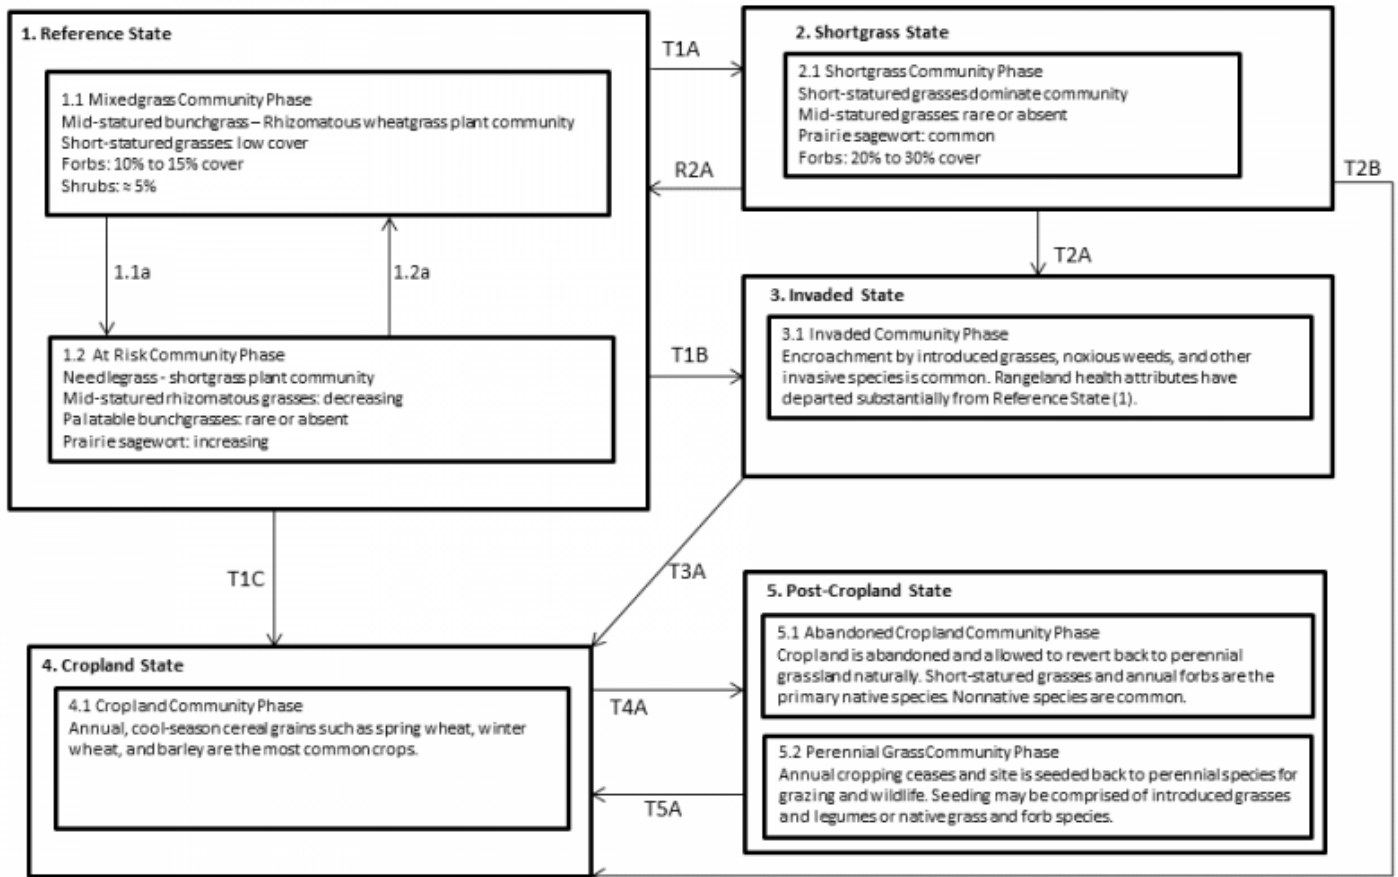 1. Reference State
1.1 Mixedgrass Community Phase
Mid-statured bunchgrass – Rhizomatous wheatgrass plant community
Short-statured grasses: low cover
Forbs: 10% to 15% cover
Shrubs: ≈ 5%
1.1a
1.2a
1.2 At Risk Community Phase
Needlegrass - shortgrass plant community
Mid-statured rhizomatous grasses: decreasing
Palatable bunchgrasses: rare or absent
Prairie sagewort: increasing
T1A
R2A
T1B
T1C
2. Shortgrass State
2.1 Shortgrass Community Phase
Short-statured grasses dominate community
Mid-statured grasses: rare or absent
Prairie sagewort: common
Forbs: 20% to 30% cover
T2B
T2A
3. Invaded State
3.1 Invaded Community Phase
Encroachment by introduced grasses, noxious weeds, and other
invasive species is common. Rangeland health attributes have
departed substantially from Reference State (1).
T3A
4. Cropland State
4.1 Cropland Community Phase
Annual, cool-season cereal grains such as spring wheat, winter
wheat, and barley are the most common crops.
T4A
T5A
5. Post-Cropland State
5.1 Abandoned Cropland Community Phase
Cropland is abandoned and allowed to revert back to perennial
grassland naturally. Short-statured grasses and annual forbs are the
primary native species. Nonnative species are common.
5.2 Perennial Grass Community Phase
Annual cropping ceases and site is seeded back to perennial species for
grazing and wildlife. Seeding may be comprised of introduced grasses
and legumes or native grass and forb species.